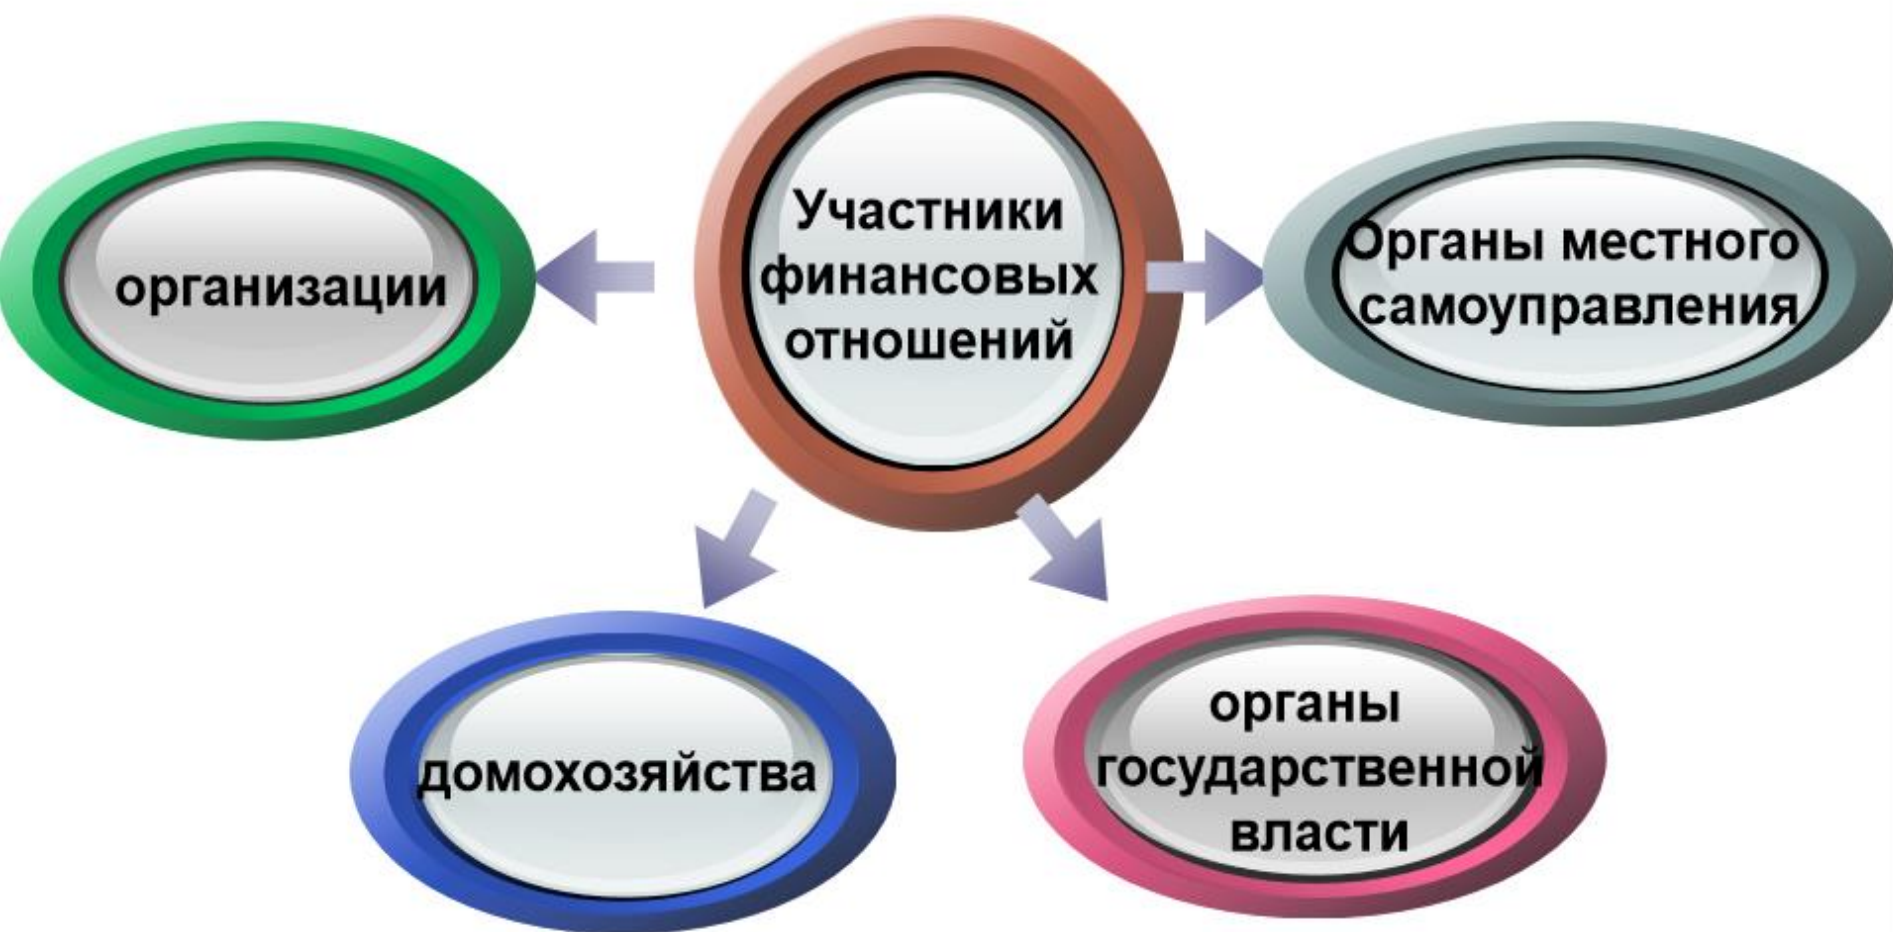 Участники
финансовых
отношений
организации
Органы местного
самоуправления
домохозяйства
органы
государственной
власти